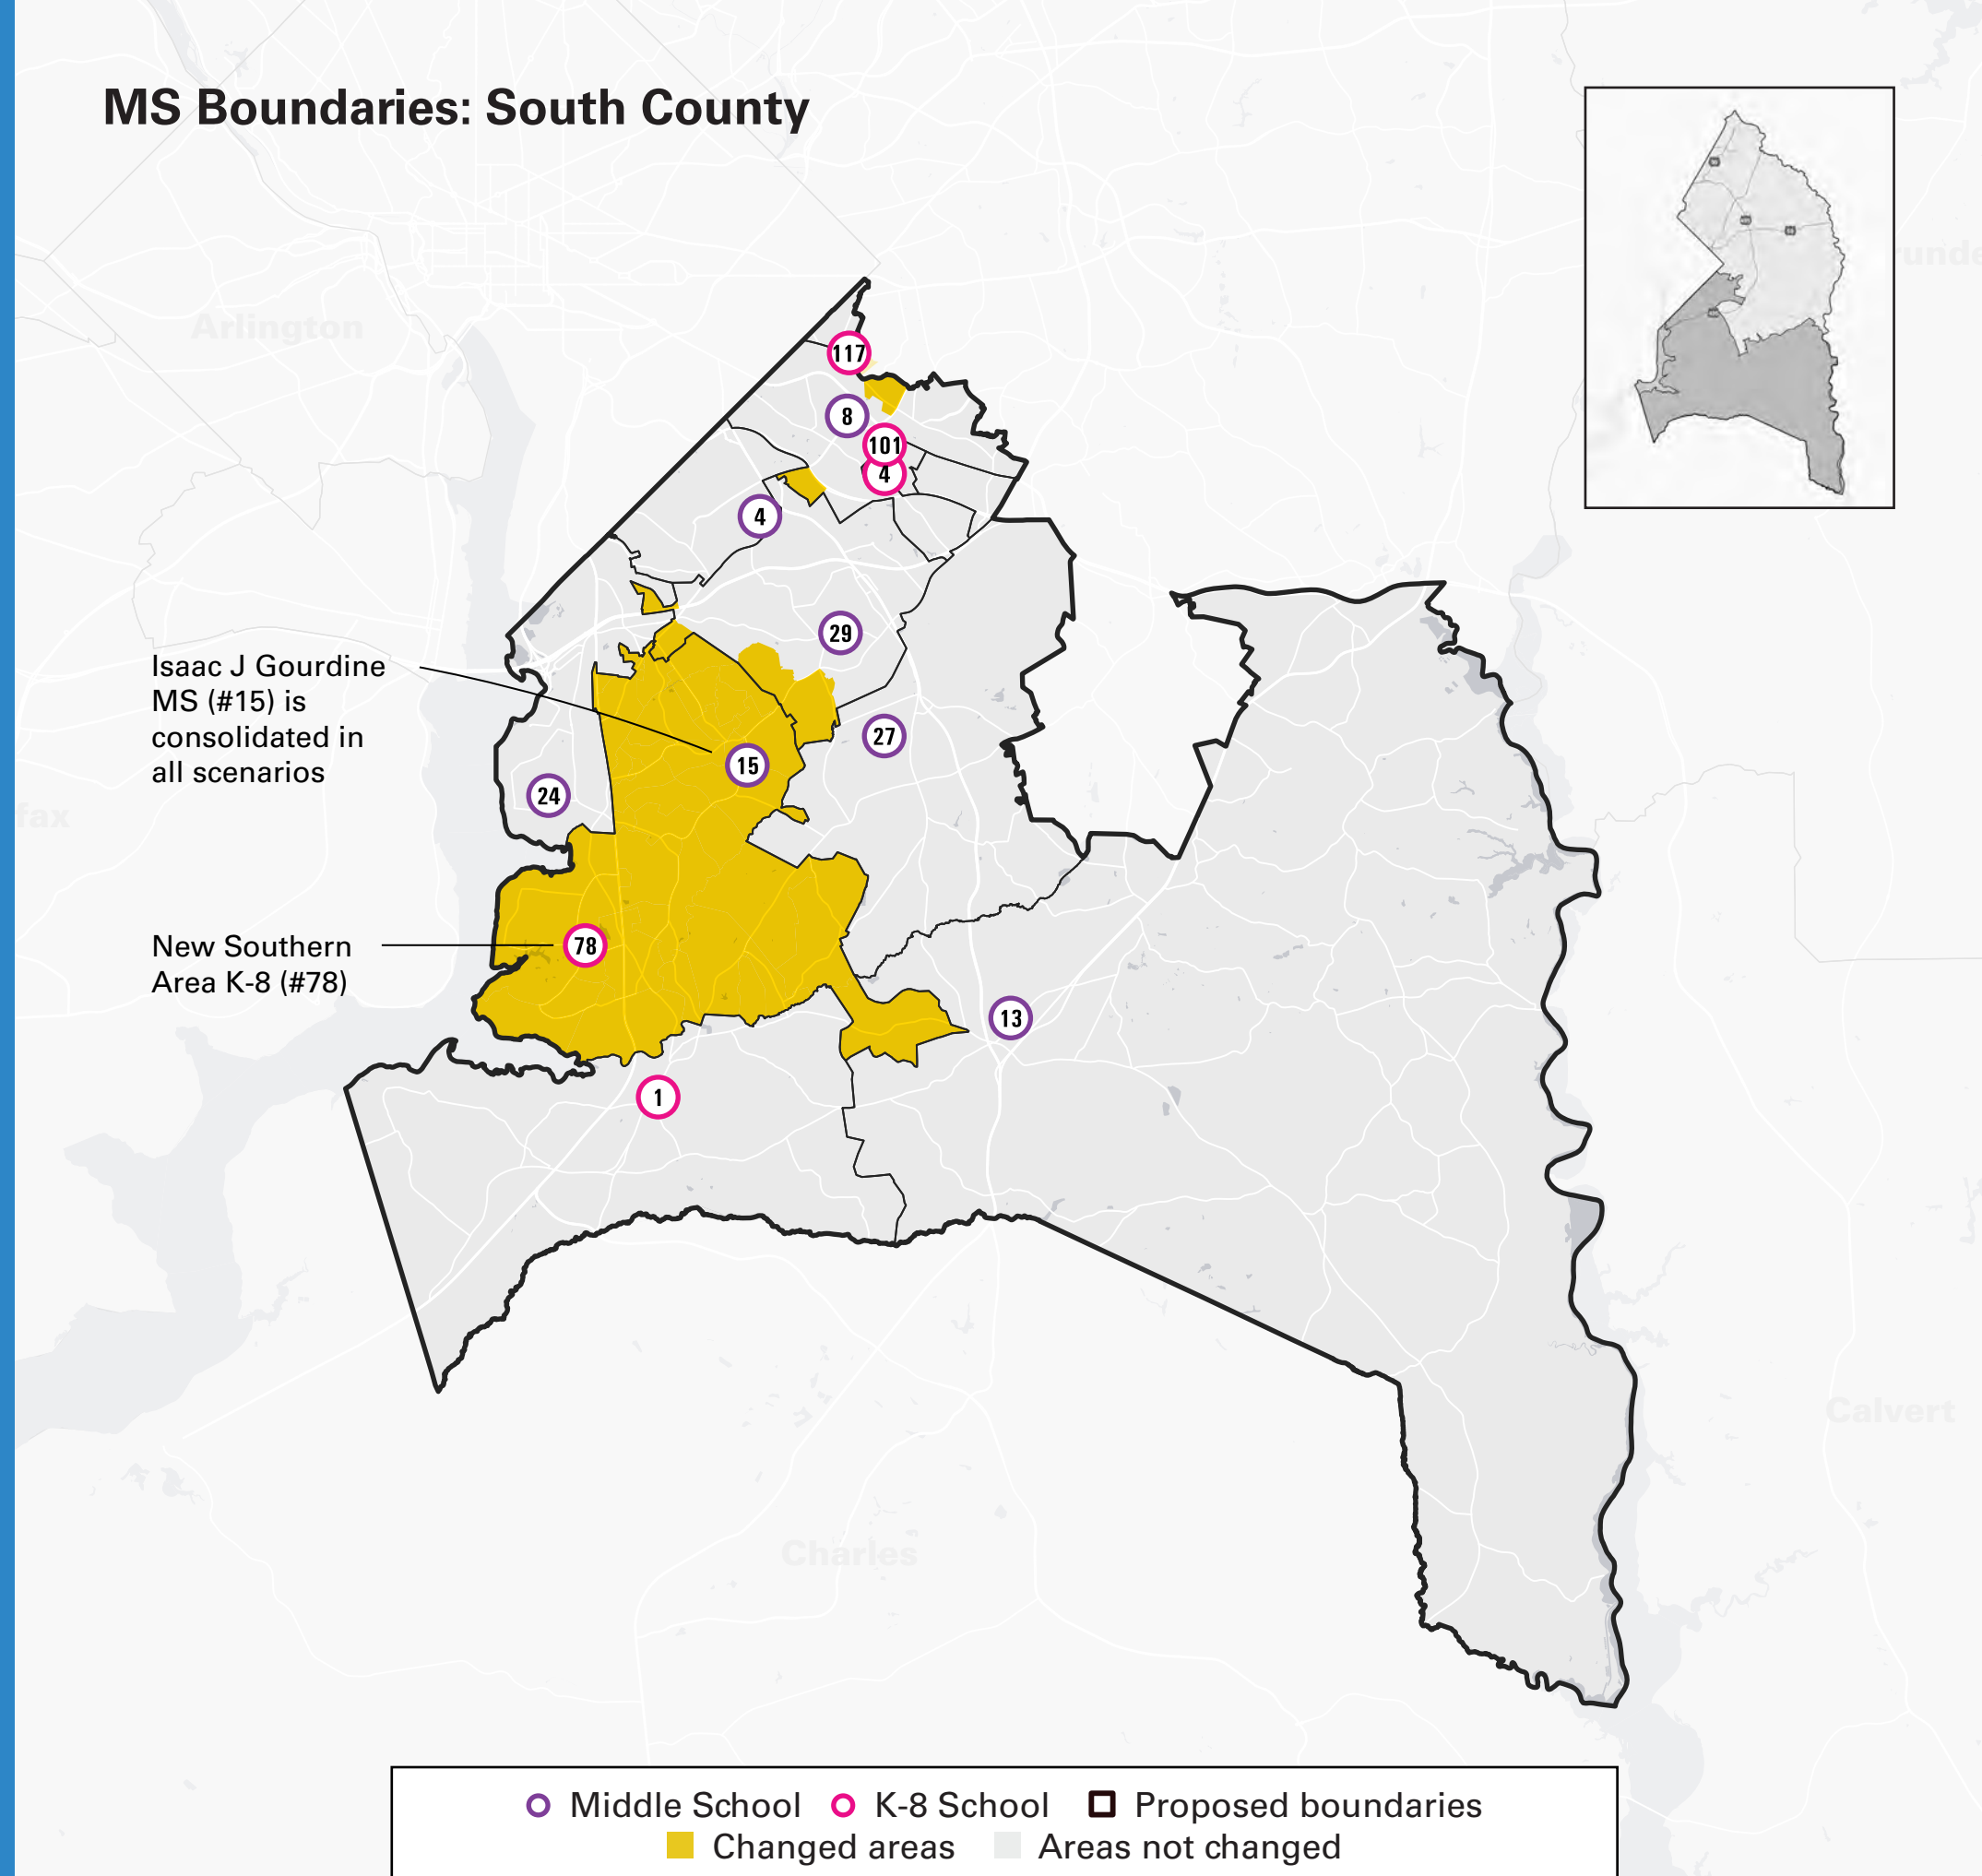 MS Boundaries: South County
Arlington
117
8
101
4
4
29
Isaac J Gourdine
MS (#15) is
consolidated in
all scenarios
27
15
24
fax
New Southern
Area K-8 (#78)
78
13
1
Calvert
Charles
Middle School
K-8 School
Proposed boundaries
Changed areas
Areas not changed